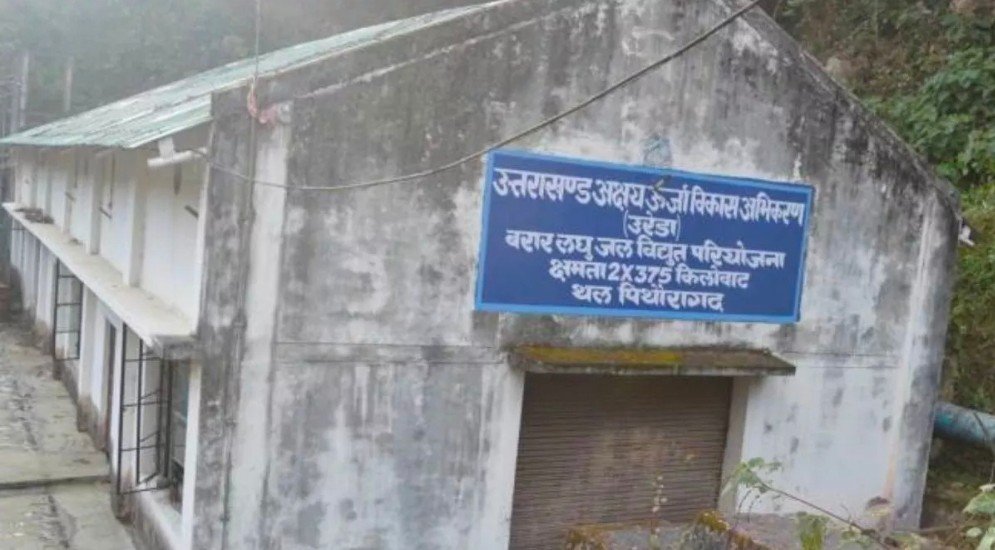 उत्तराखण्ड अक्षय ऊर्जा विकास अभिकरण
(उरेडा)
बरार लघु जल विद्युत परियोजना
क्षमता 2X375 किलोवाट
थल पिथौरागढ़